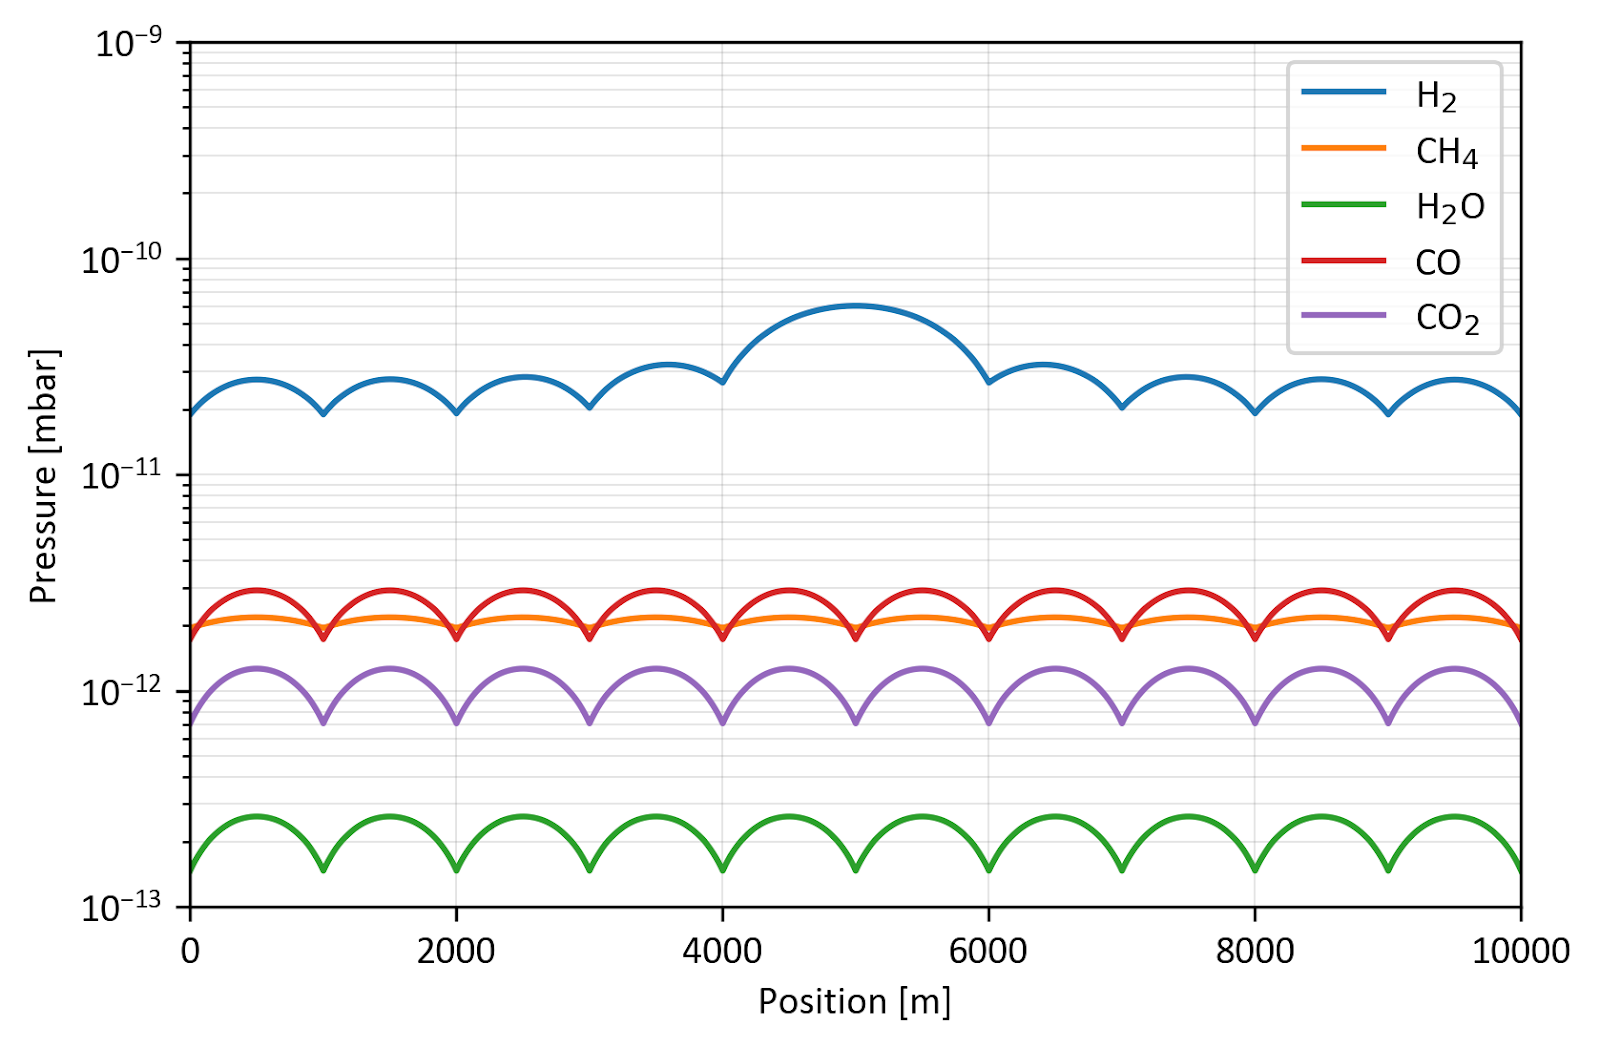 10⁻⁹
10⁻¹⁰
10⁻¹¹
10⁻¹²
10⁻¹³
Pressure [mbar]
H₂
CH₄
H₂O
CO
CO₂
0 2000 4000 6000 8000 10000
Position [m]